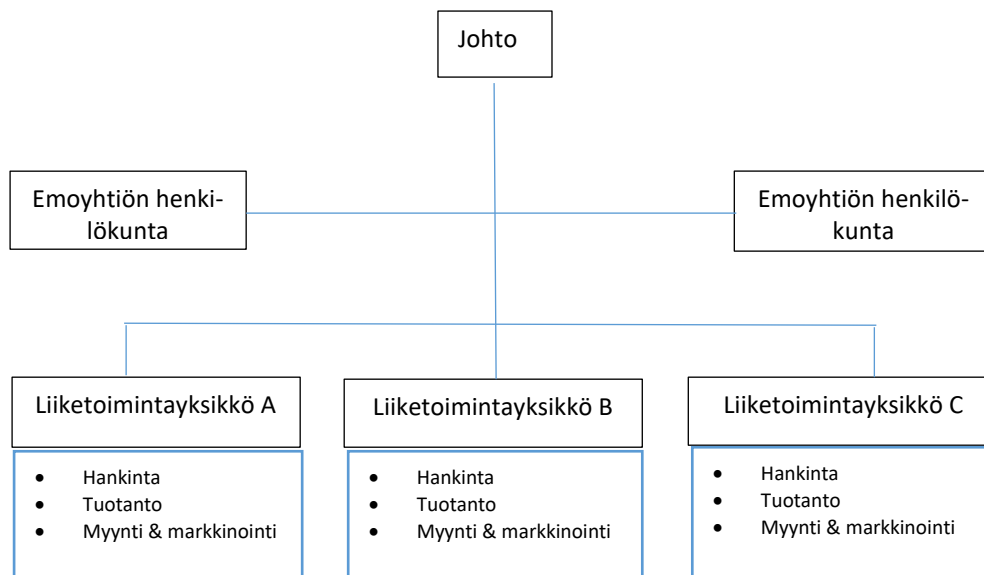 Johto
Emoyhtiön henki-
lökunta
Emoyhtiön henkilö-
kunta
Liiketoimintayksikkö A
Liiketoimintayksikkö B
Liiketoimintayksikkö C
• Hankinta
• Tuotanto
• Myynti & markkinointi
• Hankinta
• Tuotanto
• Myynti & markkinointi
• Hankinta
• Tuotanto
• Myynti & markkinointi